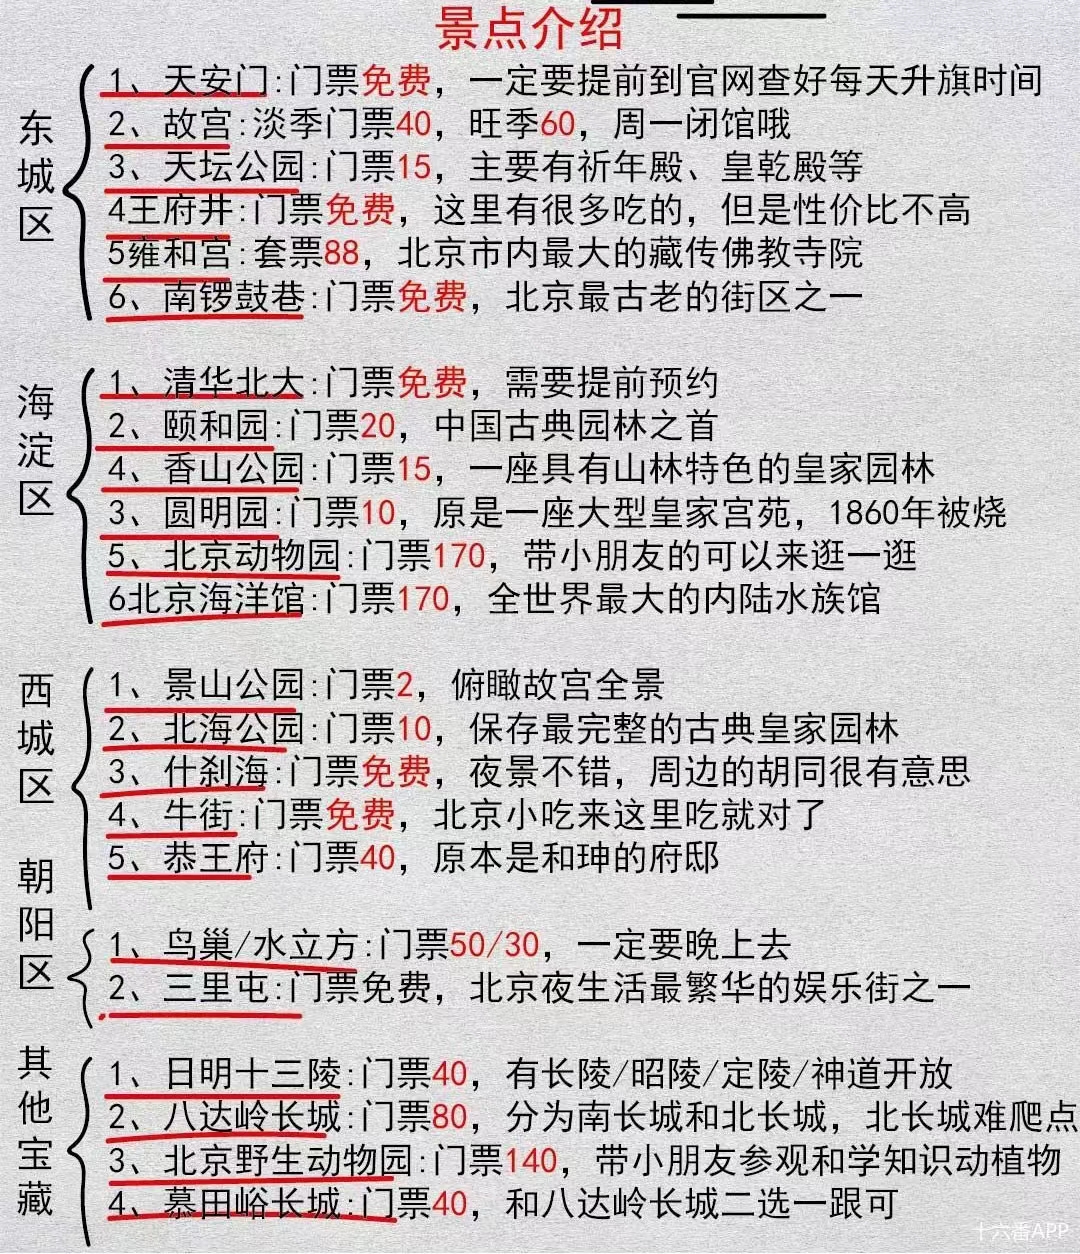 景点介绍
东城区
1、天安门:门票免费，一定要提前到官网查好每天升旗时间
2、故宫:淡季门票40，旺季60，周一闭馆哦
3、天坛公园:门票15，主要有祈年殿、皇乾殿等
4王府井:门票免费，这里有很多吃的，但是性价比不高
5雍和宫:套票88，北京市内最大的藏传佛教寺院
6、南锣鼓巷:门票免费，北京最古老的街区之一
海淀区
1、清华北大:门票免费，需要提前预约
2、颐和园:门票20，中国古典园林之首
4、香山公园:门票15，一座具有山林特色的皇家园林
3、圆明园:门票10，原是一座大型皇家宫苑，1860年被烧
5、北京动物园:门票170，带小朋友的可以来逛一逛
6北京海洋馆:门票170，全世界最大的内陆水族馆
西城区
1、景山公园:门票2，俯瞰故宫全景
2、北海公园:门票10，保存最完整的古典皇家园林
3、什刹海:门票免费，夜景不错，周边的胡同很有意思
4、牛街:门票免费，北京小吃来这里吃就对了
5、恭王府:门票40，原本是和珅的府邸
朝阳区
1、鸟巢/水立方:门票50/30，一定要晚上去
2、三里屯:门票免费，北京夜生活最繁华的娱乐街之一
其他宝藏
1、日明十三陵:门票40，有长陵/昭陵/定陵/神道开放
2、八达岭长城:门票80，分为南长城和北长城，北长城难爬点
3、北京野生动物园:门票140，带小朋友参观和学知识动植物
4、慕田峪长城:门票40，和八达岭长城二选一跟可
十六番APP